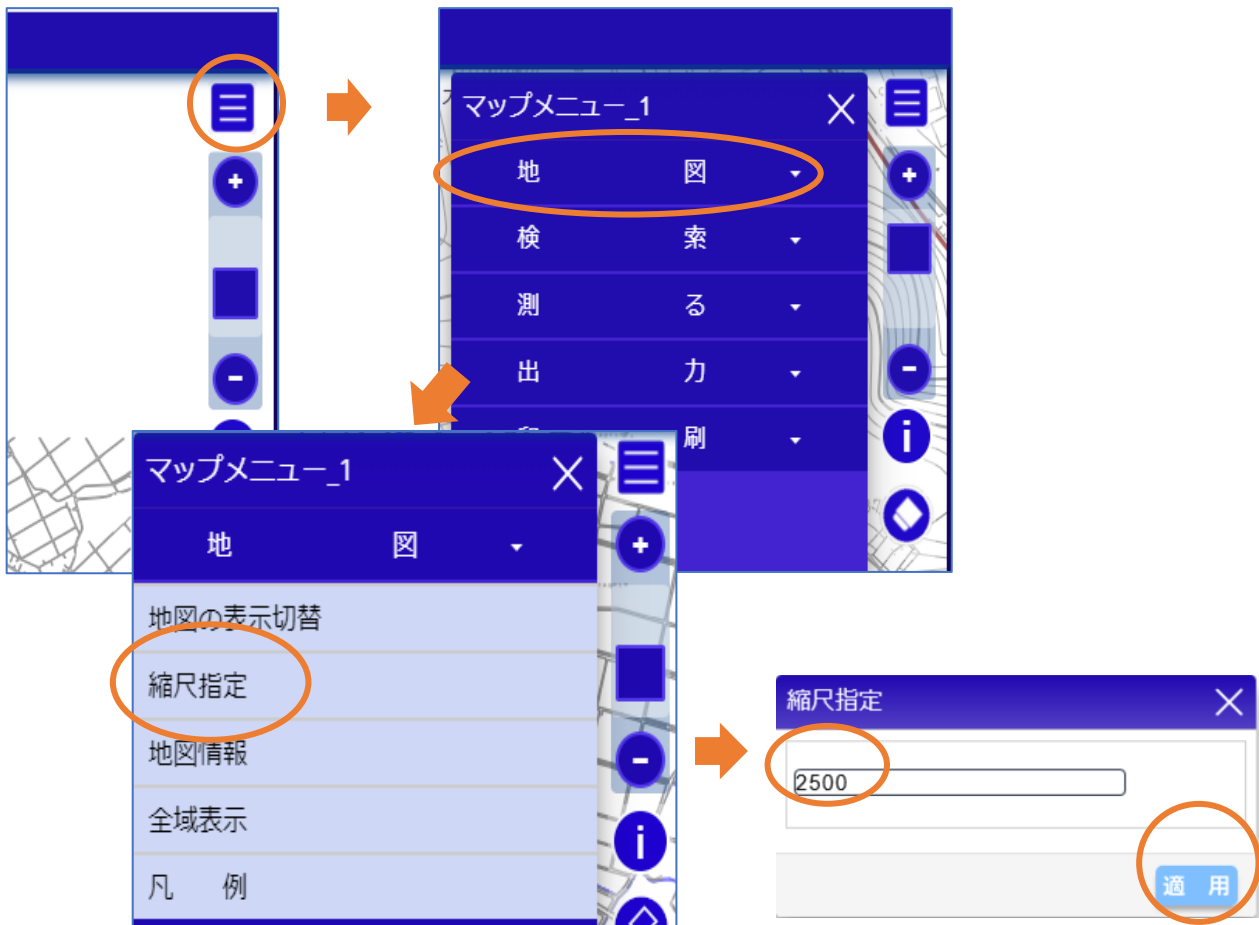 マップメニュー_1
地 図
検 索
測 る
出 力
刷
マップメニュー_1
地 図
地図の表示切替
縮尺指定
地図情報
全域表示
凡 例
縮尺指定
2500
適 用